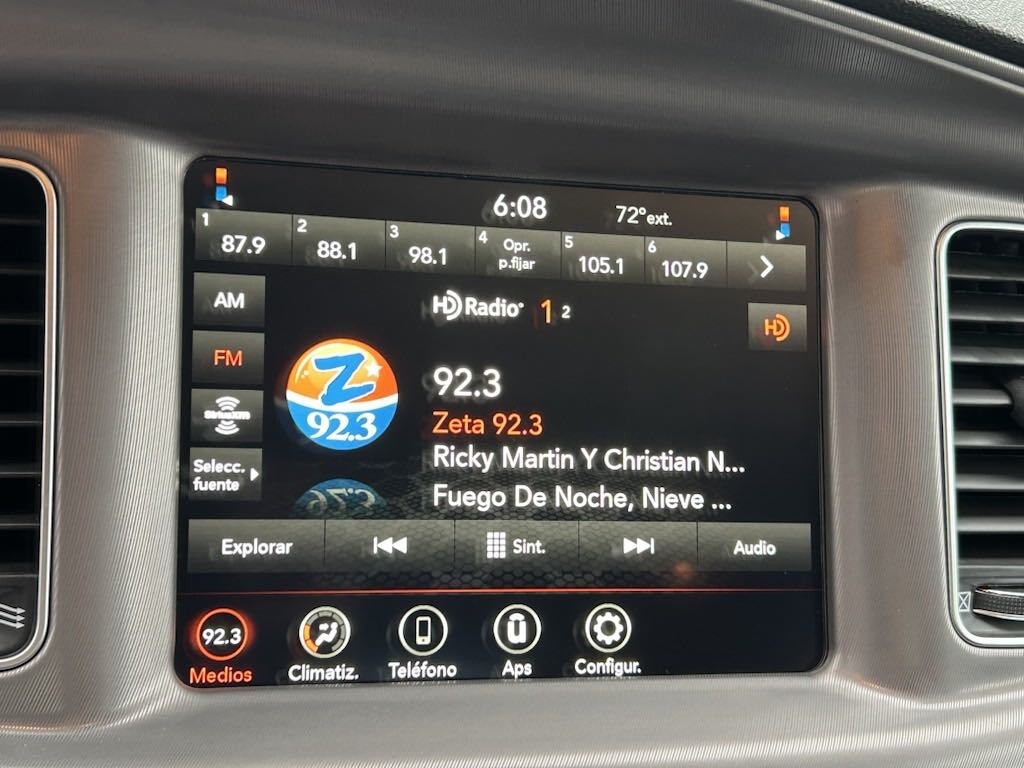 6:08
72° ext.
1 87.9
2 88.1
3 98.1
4 Opr. p.fijar
5 105.1
6 107.9
AM
HD Radio 1 2
HD
FM
Z
92.3
92.3
Zeta 92.3
SiriusXM
Ricky Martin Y Christian N...
Selecc. fuente
Fuego De Noche, Nieve ...
Explorar
Sint.
Audio
92.3
Medios
Climatiz.
Teléfono
Aps
Configur.